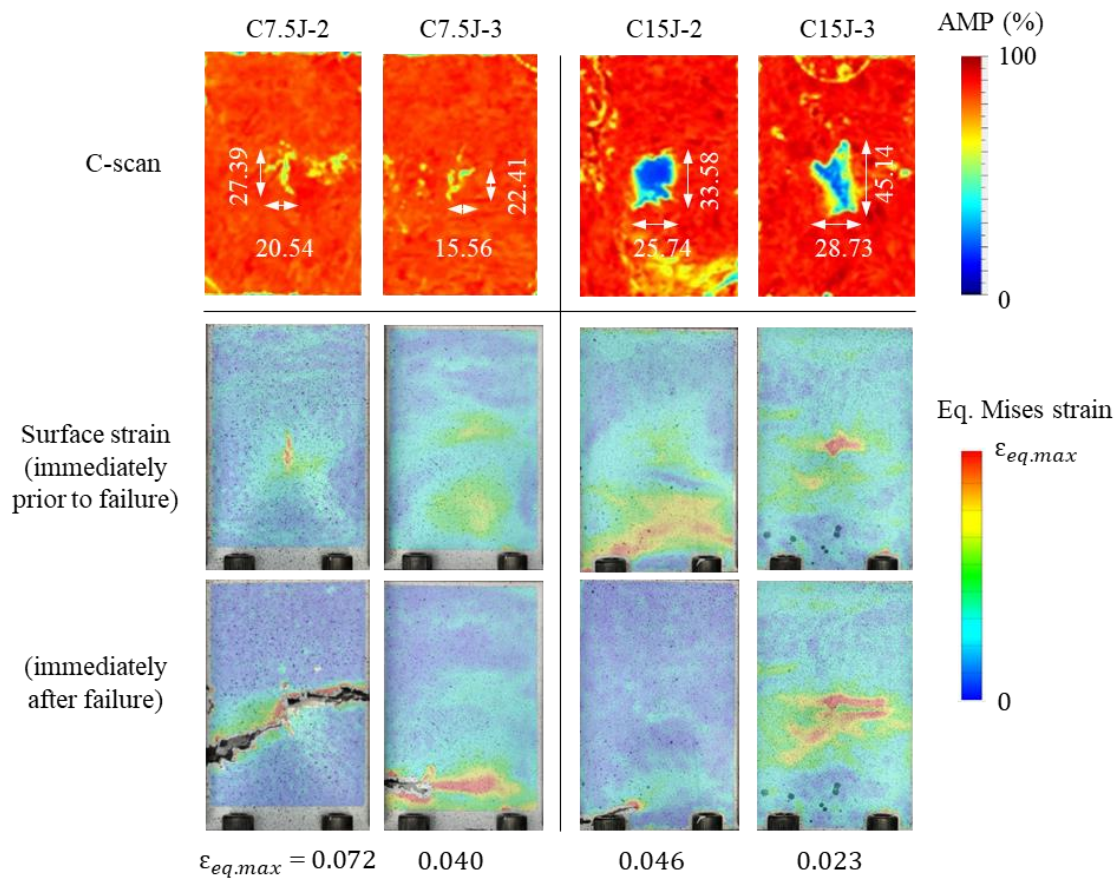 C7.5J-2 C7.5J-3 C15J-2 C15J-3 AMP (%)
100
C-scan
27.39
20.54
22.41
15.56
33.58
25.74
45.14
28.73
0
Surface strain
(immediately
prior to failure)
Eq. Mises strain
εeq.max
(immediately
after failure)
0
εeq.max = 0.072 0.040 0.046 0.023